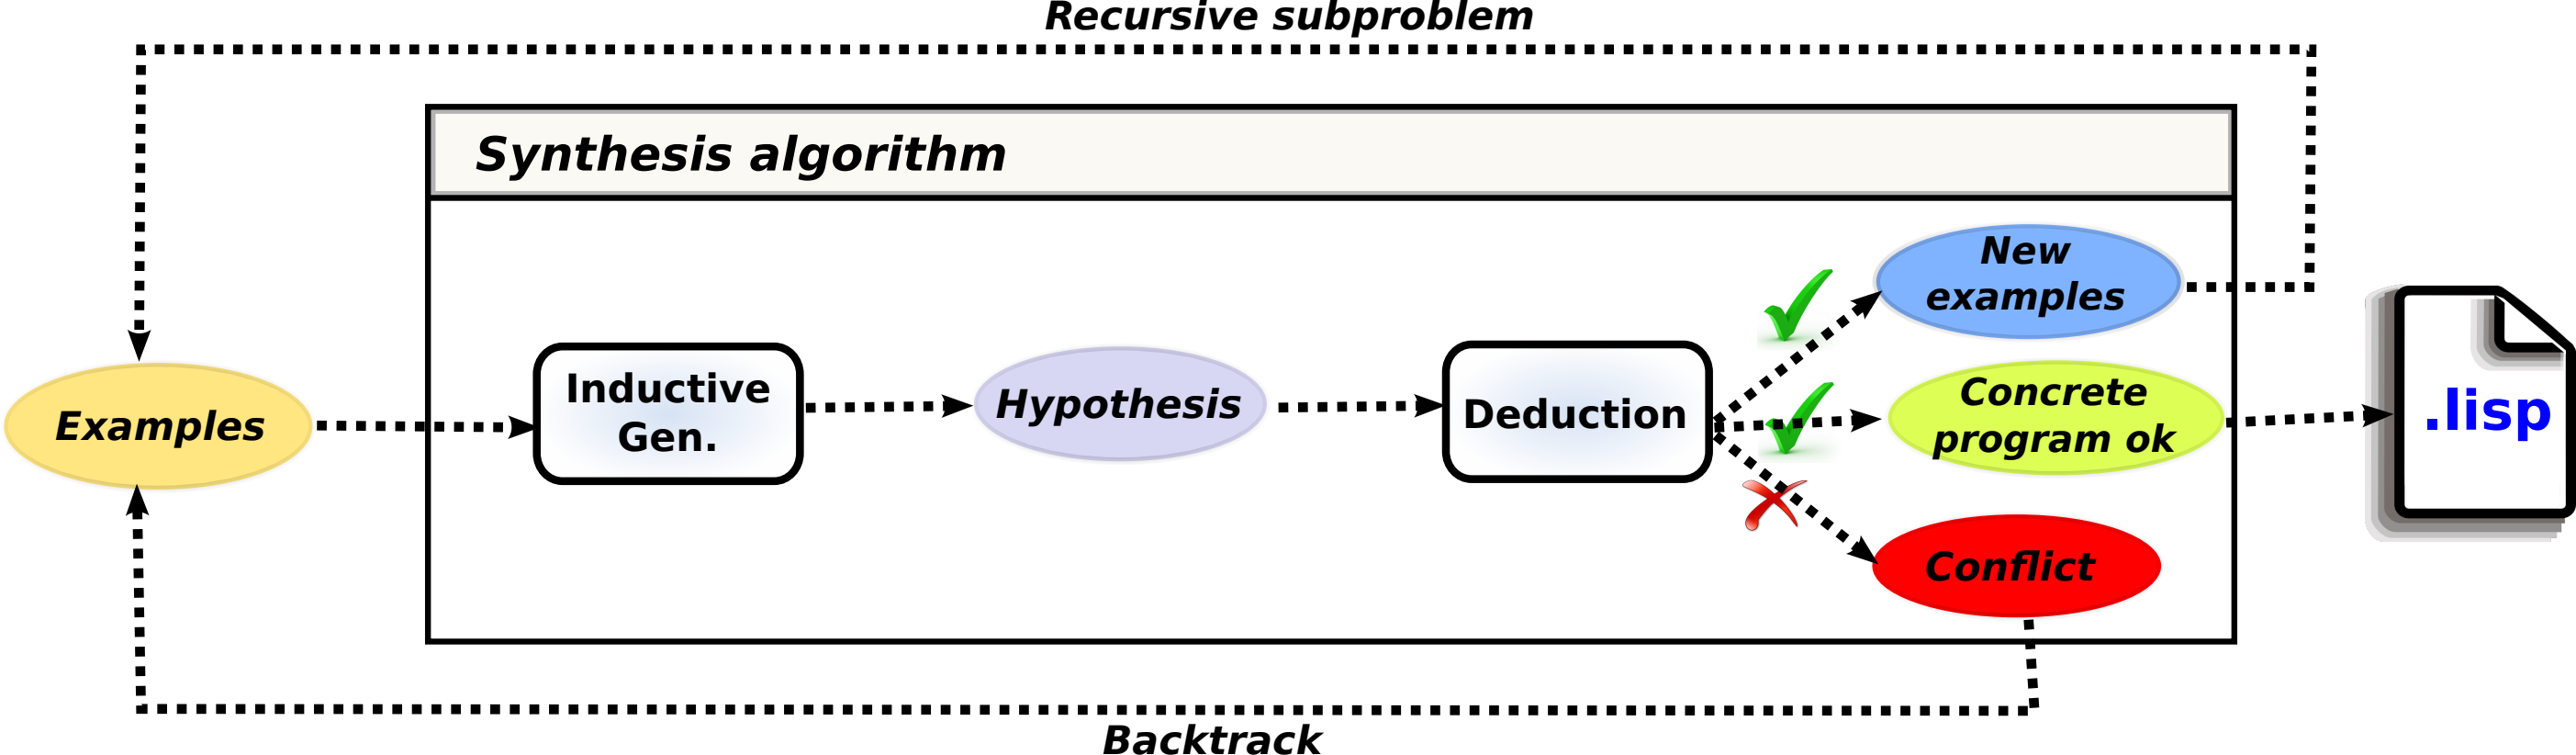 Recursive subproblem
Synthesis algorithm
New
examples
Inductive
Gen.
Hypothesis
Deduction
Concrete
program ok
.lisp
Examples
Conflict
Backtrack